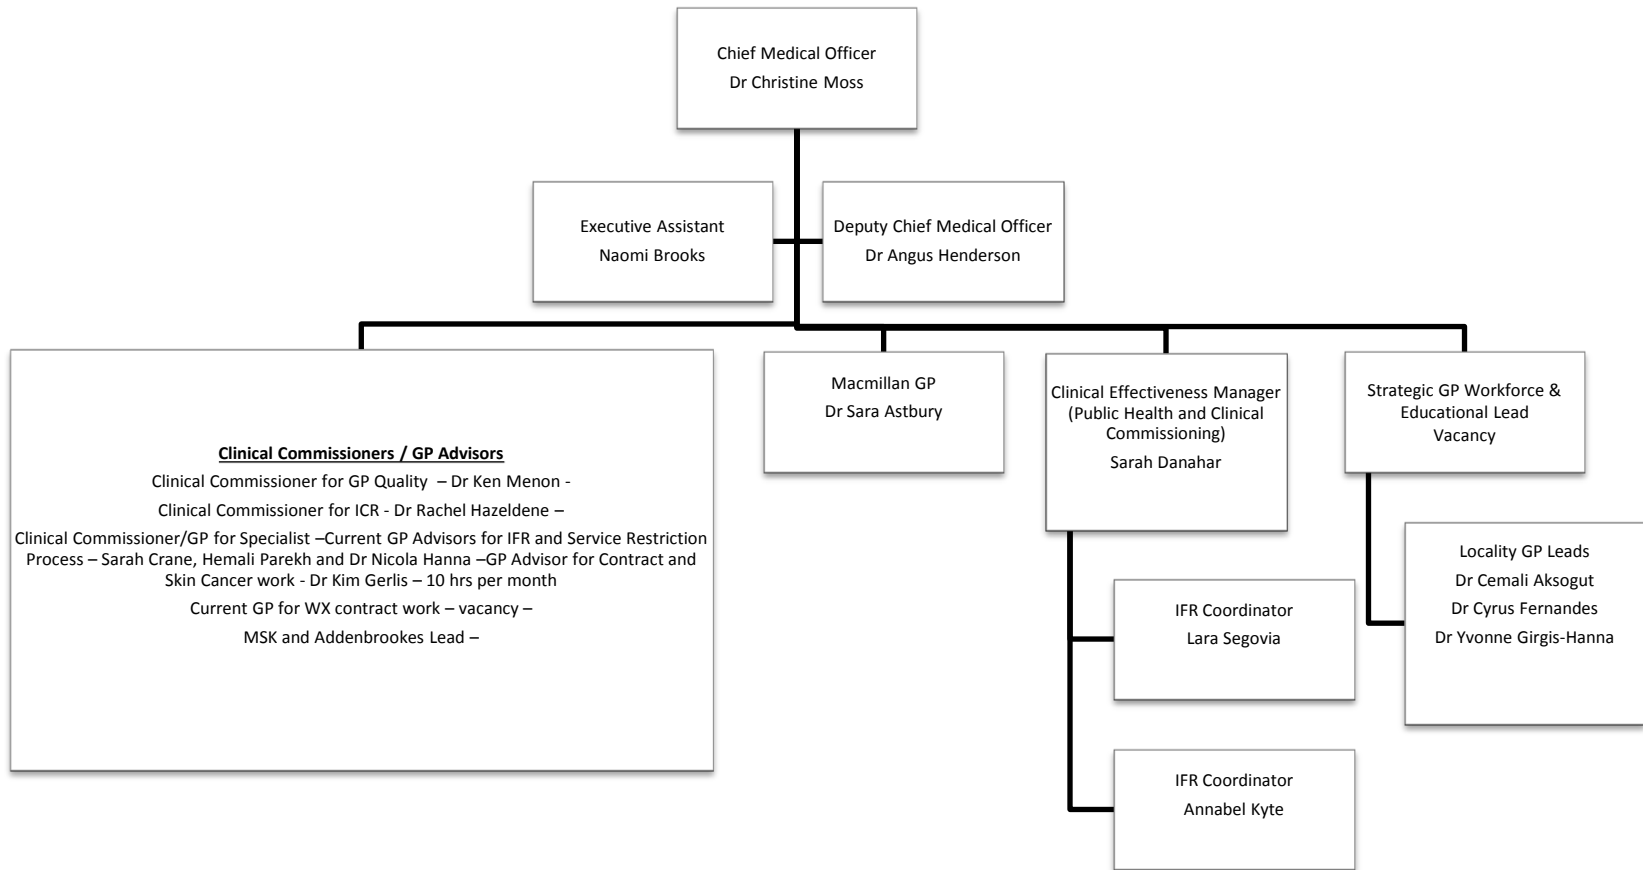 Chief Medical Officer
Dr Christine Moss
Executive Assistant
Naomi Brooks
Deputy Chief Medical Officer
Dr Angus Henderson
Clinical Commissioners / GP Advisors
Clinical Commissioner for GP Quality – Dr Ken Menon -
Clinical Commissioner for ICR - Dr Rachel Hazeldene –
Clinical Commissioner/GP for Specialist –Current GP Advisors for IFR and Service Restriction
Process – Sarah Crane, Hemali Parekh and Dr Nicola Hanna –GP Advisor for Contract and
Skin Cancer work - Dr Kim Gerlis – 10 hrs per month
Current GP for WX contract work – vacancy –
MSK and Addenbrookes Lead –
Macmillan GP
Dr Sara Astbury
Clinical Effectiveness Manager
(Public Health and Clinical
Commissioning)
Sarah Danahar
Strategic GP Workforce &
Educational Lead
Vacancy
IFR Coordinator
Lara Segovia
IFR Coordinator
Annabel Kyte
Locality GP Leads
Dr Cemali Aksogut
Dr Cyrus Fernandes
Dr Yvonne Girgis-Hanna